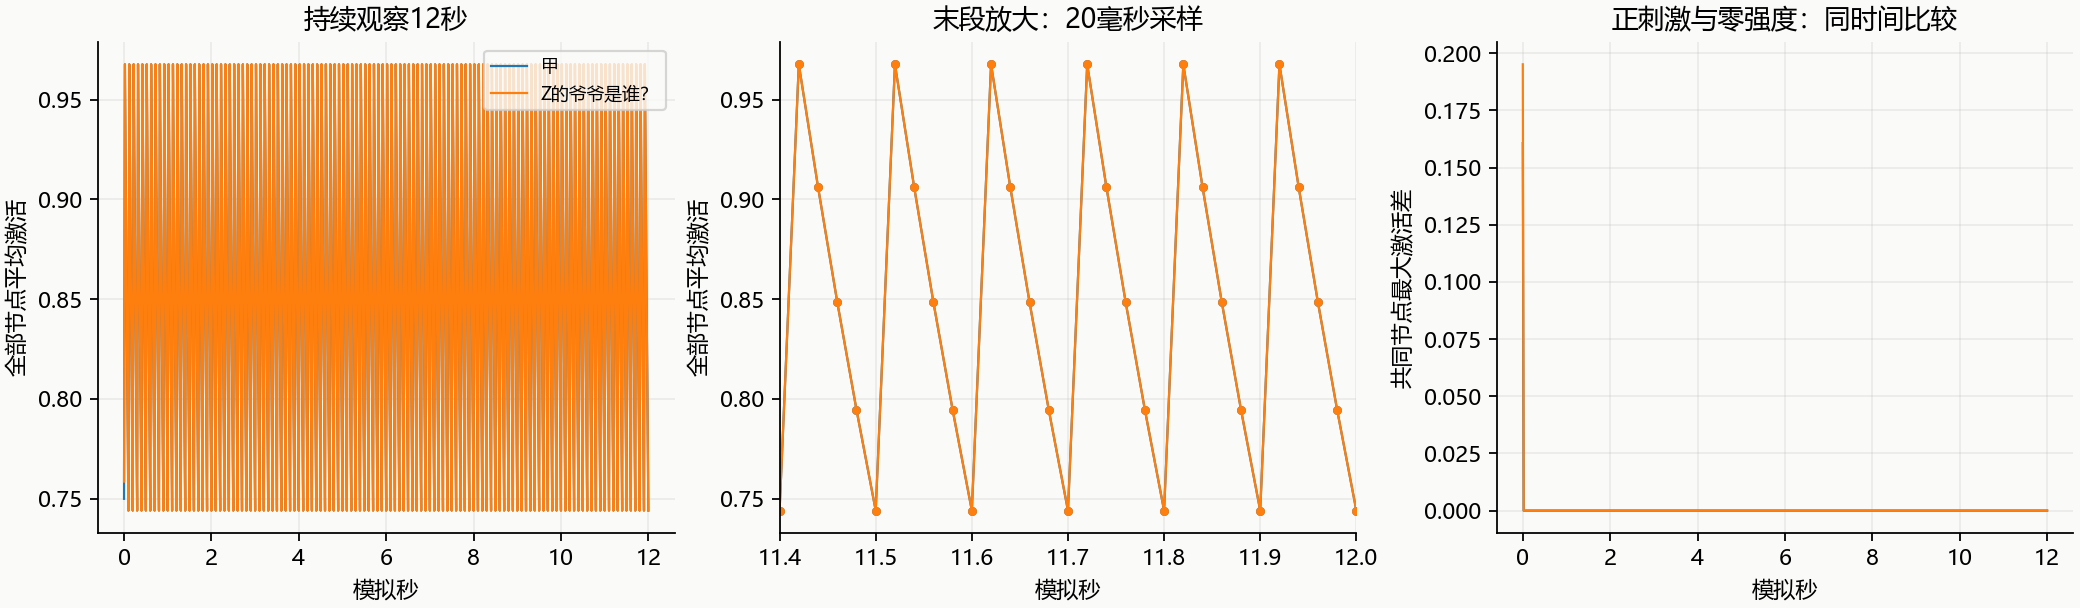 持续观察12秒
全部节点平均激活
0.95
0.90
0.85
0.80
0.75
甲
Z的爷爷是谁?
0 2 4 6 8 10 12
模拟秒
末段放大：20毫秒采样
全部节点平均激活
0.95
0.90
0.85
0.80
0.75
11.4 11.5 11.6 11.7 11.8 11.9 12.0
模拟秒
正刺激与零强度：同时间比较
共同节点最大激活差
0.200
0.175
0.150
0.125
0.100
0.075
0.050
0.025
0.000
0 2 4 6 8 10 12
模拟秒